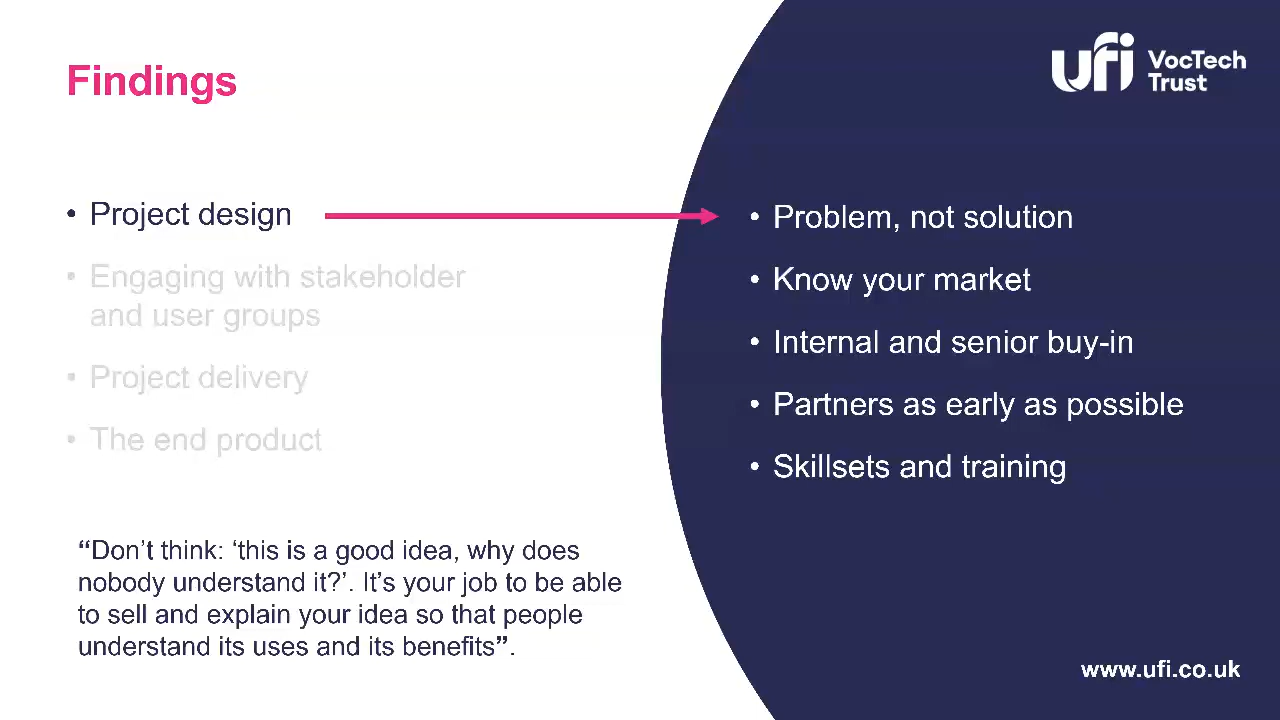 Findings
ufi VocTech
Trust
• Project design
• Engaging with stakeholder
and user groups
• Project delivery
• The end product
• Problem, not solution
• Know your market
• Internal and senior buy-in
• Partners as early as possible
• Skillsets and training
“Don’t think: ‘this is a good idea, why does
nobody understand it?’. It’s your job to be able
to sell and explain your idea so that people
understand its uses and its benefits”.
www.ufi.co.uk